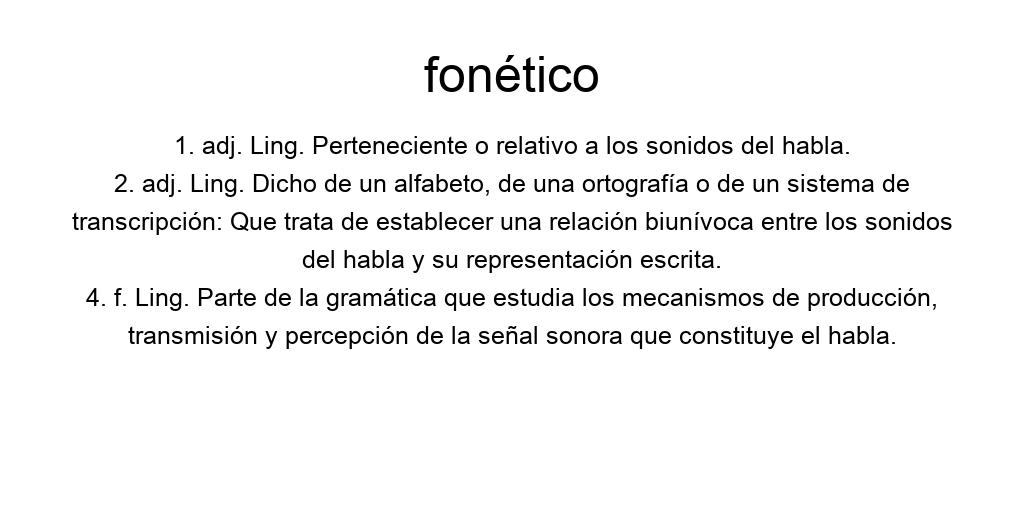 fonético
1. adj. Ling. Perteneciente o relativo a los sonidos del habla.
2. adj. Ling. Dicho de un alfabeto, de una ortografía o de un sistema de
transcripción: Que trata de establecer una relación biunívoca entre los sonidos
del habla y su representación escrita.
4. f. Ling. Parte de la gramática que estudia los mecanismos de producción,
transmisión y percepción de la señal sonora que constituye el habla.